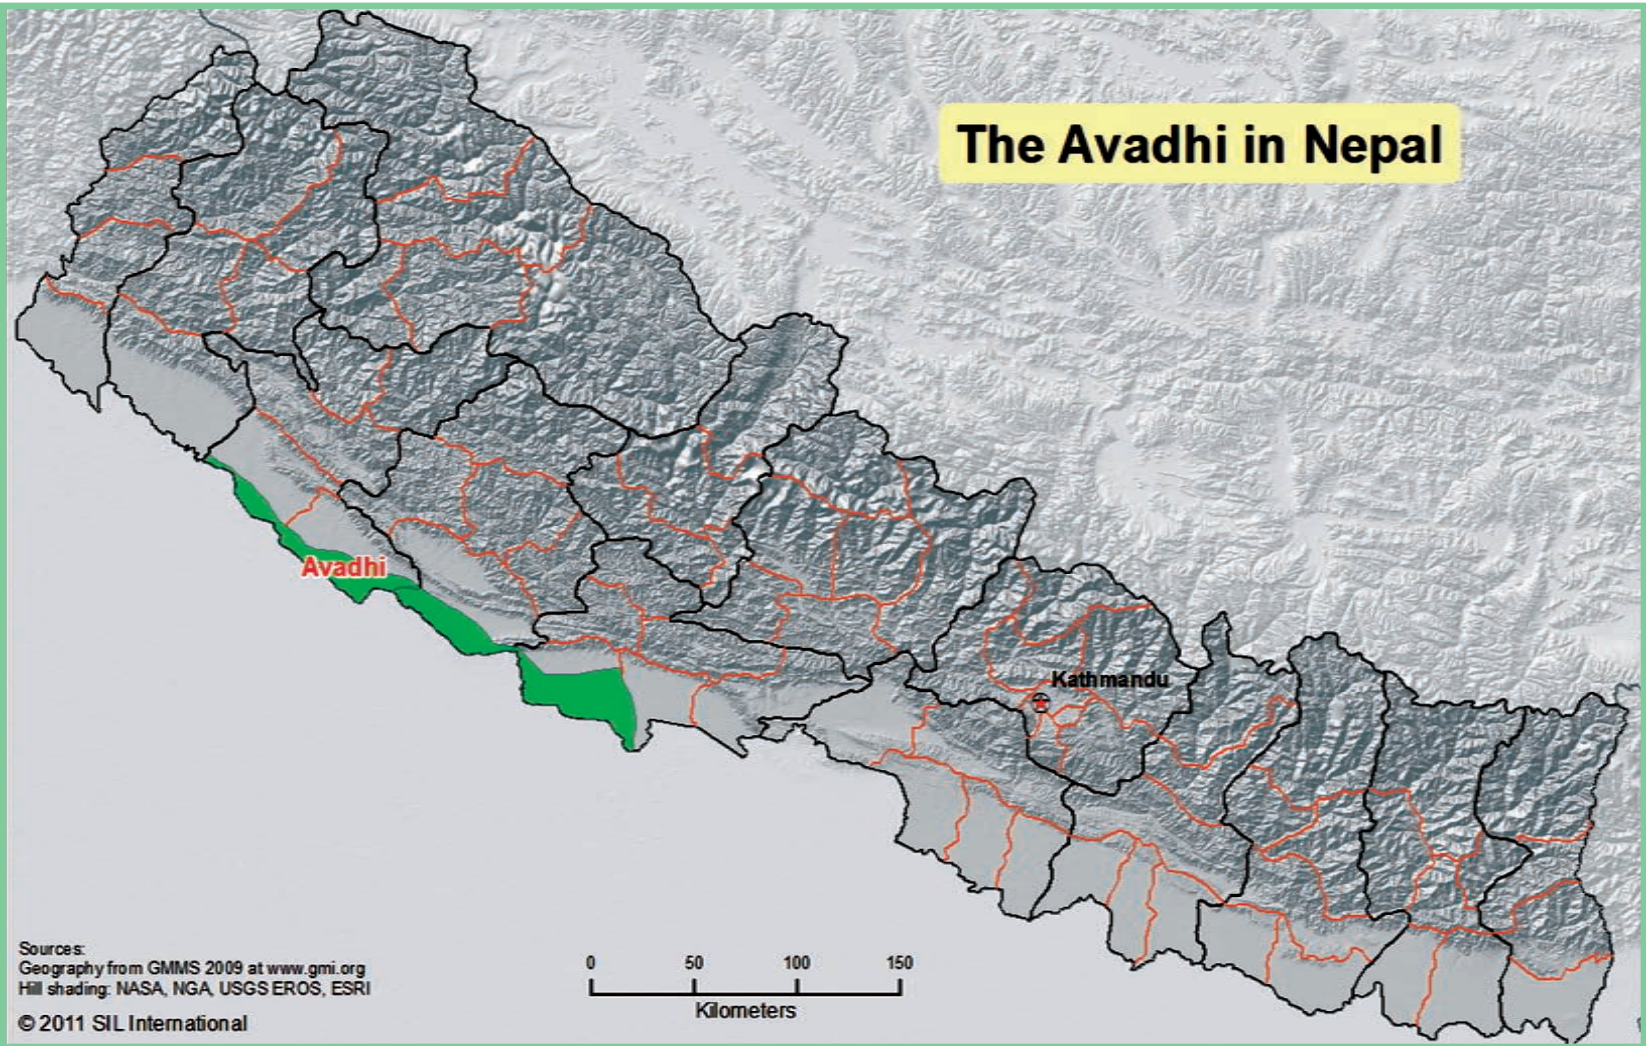 The Avadhi in Nepal
Avadhi
Kathmandu
Sources:
Geography from GMMS 2009 at www.gmi.org
Hill shading: NASA, NGA, USGS EROS, ESRI
© 2011 SIL International
0 50 100 150
Kilometers